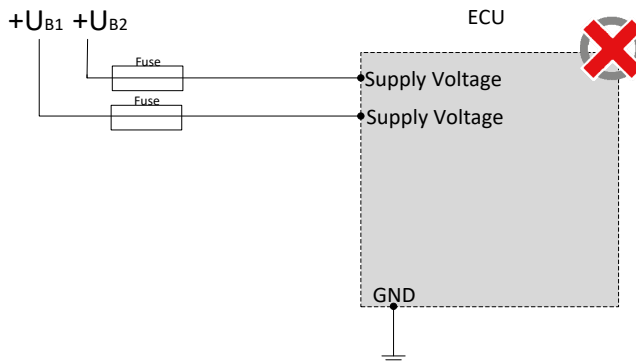 +UB1 +UB2
ECU
Fuse
Supply Voltage
Fuse
Supply Voltage
GND